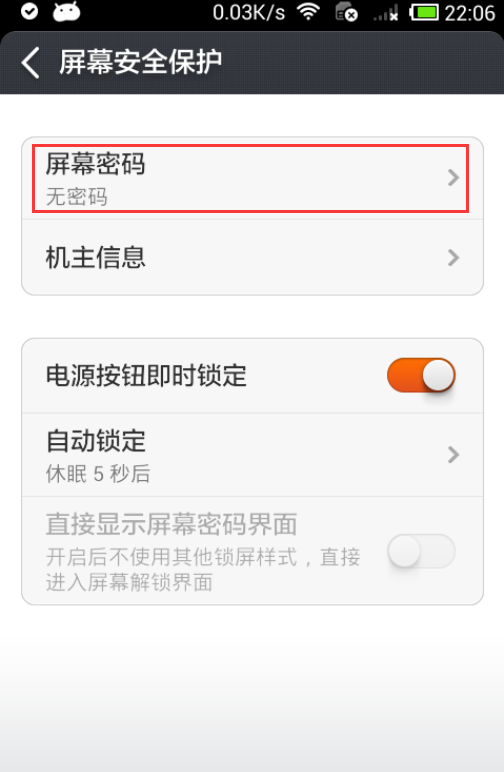 0.03K/s 22:06
屏幕安全保护
屏幕密码
无密码
机主信息
电源按钮即时锁定
自动锁定
休眠 5 秒后
直接显示屏幕密码界面
开启后不使用其他锁屏样式，直接
进入屏幕解锁界面